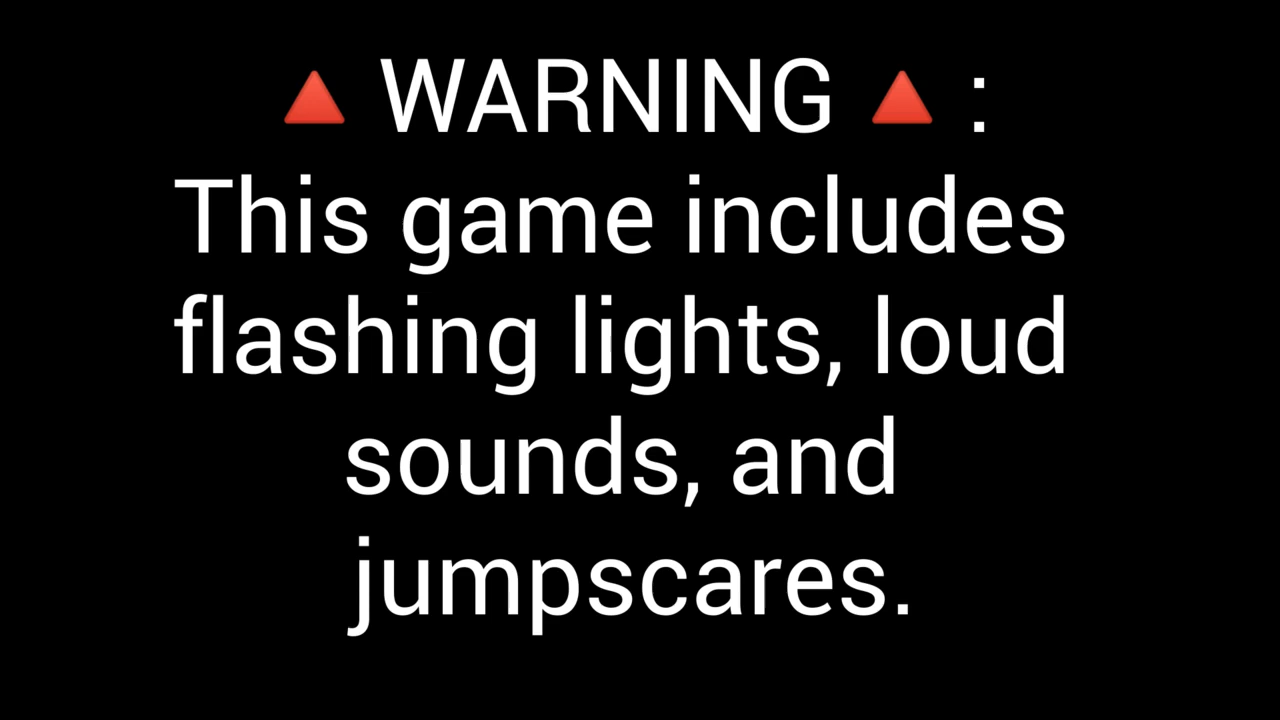 🔺WARNING🔺:
This game includes
flashing lights, loud
sounds, and
jumpscares.